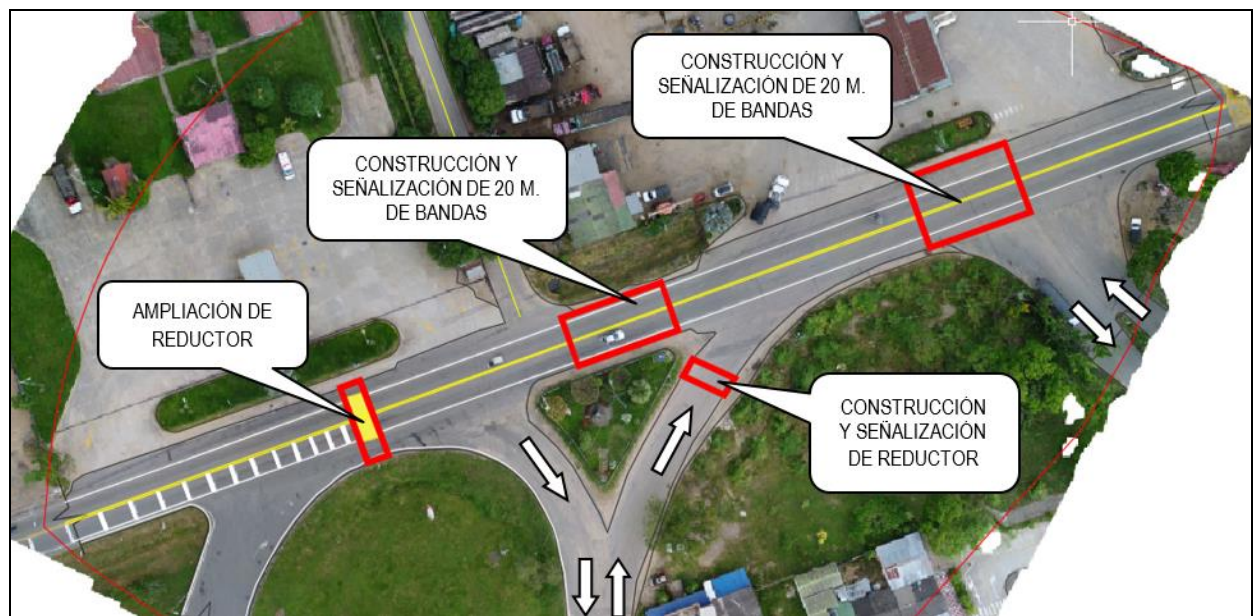 CONSTRUCCIÓN Y
SEÑALIZACIÓN DE 20 M.
DE BANDAS
CONSTRUCCIÓN Y
SEÑALIZACIÓN DE 20 M.
DE BANDAS
AMPLIACIÓN DE
REDUCTOR
CONSTRUCCIÓN
Y SEÑALIZACIÓN
DE REDUCTOR